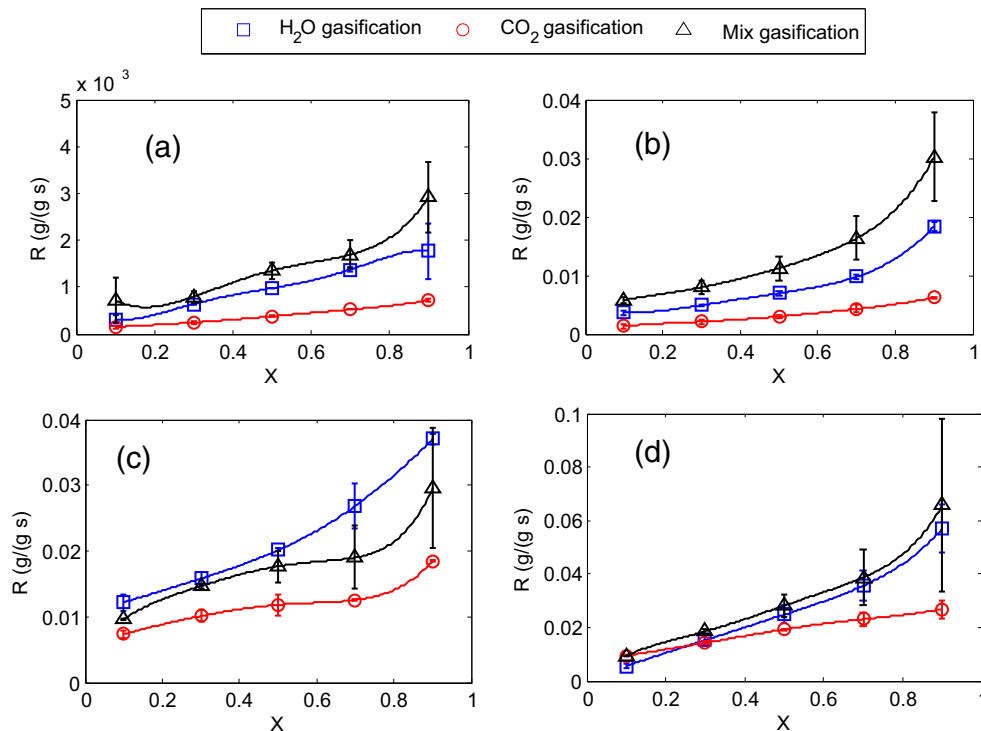 H2O gasification CO2 gasification Mix gasification
x 10 3
5
4
3
2
1
0
R (g/(g s)
(a)
0 0.2 0.4 0.6 0.8 1
X
0.04
0.03
0.02
0.01
0
R (g/(g s)
(b)
0 0.2 0.4 0.6 0.8 1
X
0.04
0.03
0.02
0.01
0
R (g/(g s)
(c)
0 0.2 0.4 0.6 0.8 1
X
0.1
0.08
0.06
0.04
0.02
0
R (g/(g s)
(d)
0 0.2 0.4 0.6 0.8 1
X